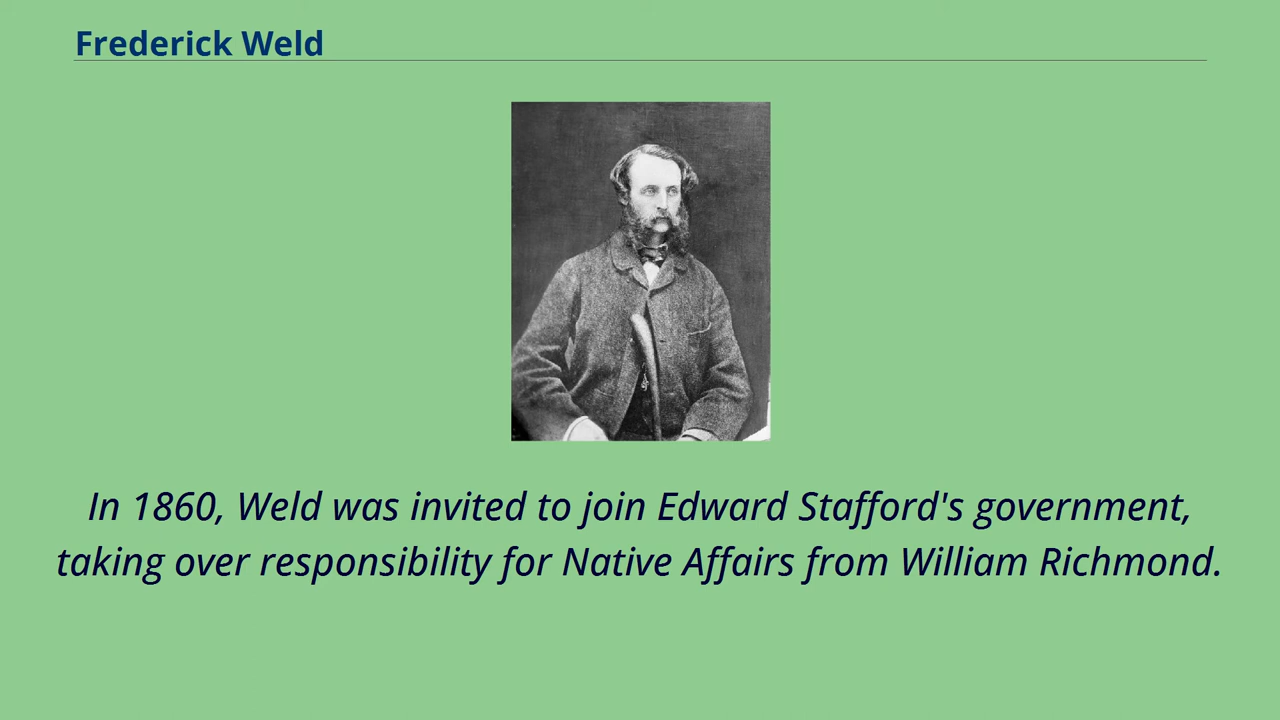 Frederick Weld
In 1860, Weld was invited to join Edward Stafford's government,
taking over responsibility for Native Affairs from William Richmond.